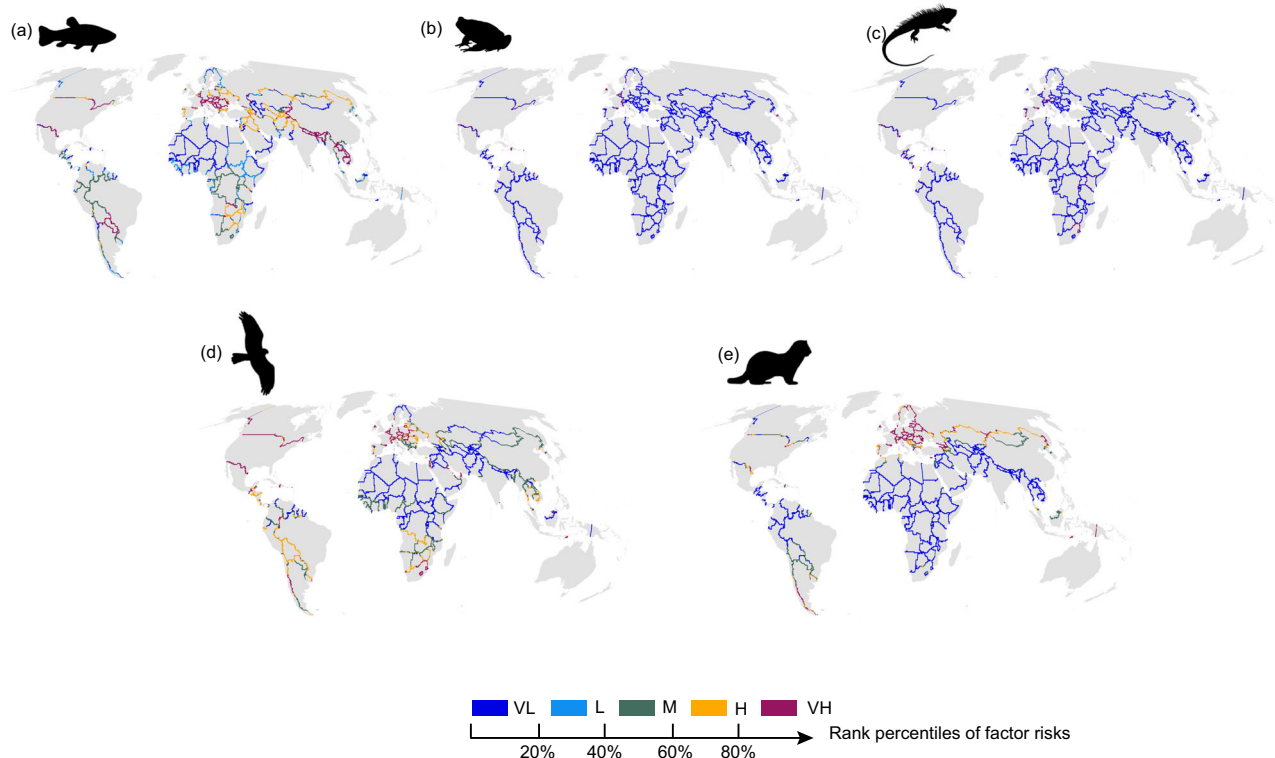 (a)
(b)
(c)
(d)
(e)
VL L M H VH
20% 40% 60% 80%
Rank percentiles of factor risks